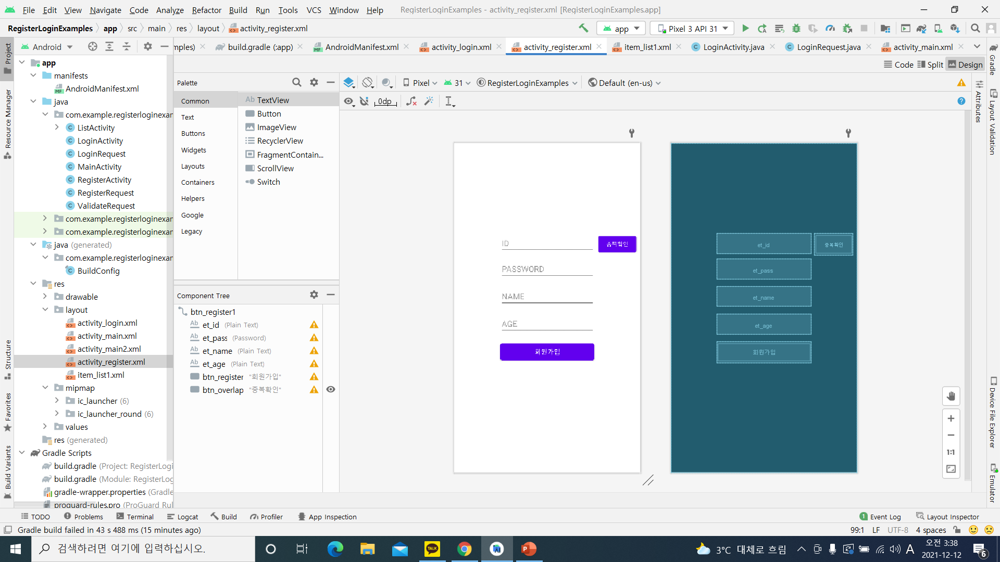 File Edit View Navigate Code Analyze Refactor Build Run Tools VCS Window Help RegisterLoginExamples - activity_register.xml [RegisterLoginExamples.app]
RegisterLoginExamples app src main res layout activity_register.xml app Pixel 3 API 31
Android mples) build.gradle (:app) AndroidManifest.xml activity_login.xml activity_register.xml item_list1.xml LoginActivity.java LoginRequest.java activity_main.xml
Code Split Design
Project
Resource Manager
Structure
Favorites
Build Variants
app
manifests
AndroidManifest.xml
java
com.example.registerloginexar
ListActivity
LoginActivity
LoginRequest
MainActivity
RegisterActivity
RegisterRequest
ValidateRequest
com.example.registerloginexar
com.example.registerloginexar
java (generated)
com.example.registerloginexar
BuildConfig
res
drawable
layout
activity_login.xml
activity_main.xml
activity_main2.xml
activity_register.xml
item_list1.xml
mipmap
ic_launcher (6)
ic_launcher_round (6)
values
res (generated)
Gradle Scripts
build.gradle (Project: RegisterLogi
build.gradle (Module: RegisterLog
gradle-wrapper.properties (Gradle
proguard-rules.pro (ProGuard Rul
Palette
Common
Text
Buttons
Widgets
Layouts
Containers
Helpers
Google
Legacy
Ab TextView
Button
ImageView
RecyclerView
FragmentContain...
ScrollView
Switch
Component Tree
btn_register1
Ab et_id (Plain Text)
Ab et_pass (Password)
Ab et_name (Plain Text)
Ab et_age (Plain Text)
btn_register "회원가입"
btn_overlap "중복확인"
Pixel 31 RegisterLoginExamples Default (en-us)
0dp
ID 중복확인
PASSWORD
NAME
AGE
회원가입
et_id 중복확인
et_pass
et_name
et_age
회원가입
1:1
Attributes
Gradle
Layout Validation
Device File Explorer
Emulator
TODO Problems Terminal Logcat Build Profiler App Inspection 1 Event Log Layout Inspector
Gradle build failed in 43 s 488 ms (15 minutes ago) 99:1 LF UTF-8 4 spaces
검색하려면 여기에 입력하십시오. TALK 3°C 대체로 흐림 A 오전 3:38
2021-12-12 6